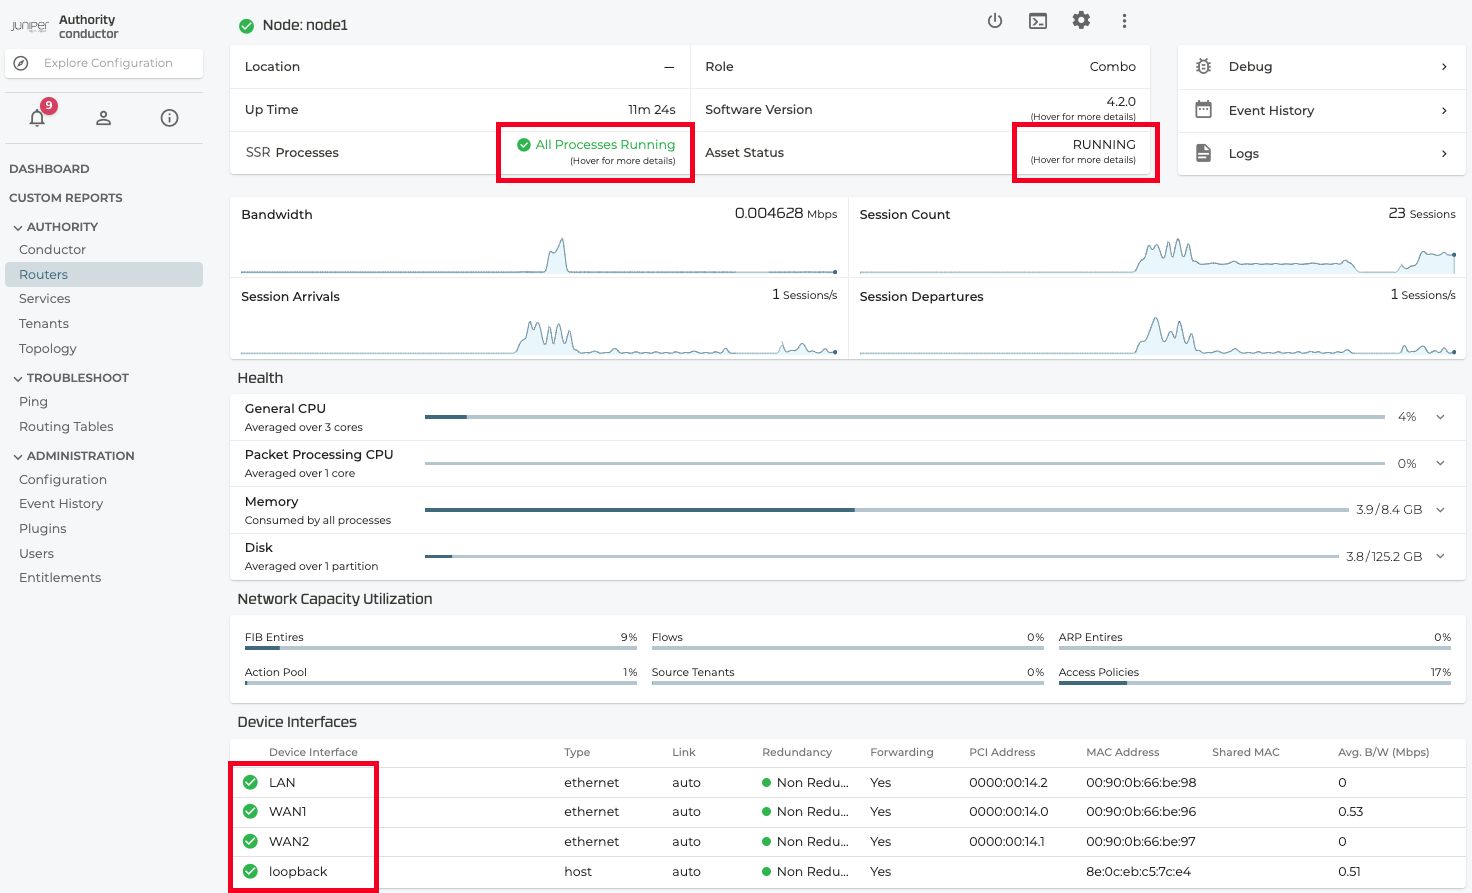 JUNIPER
Authority
conductor
Explore Configuration
9
DASHBOARD
CUSTOM REPORTS
AUTHORITY
Conductor
Routers
Services
Tenants
Topology
TROUBLESHOOT
Ping
Routing Tables
ADMINISTRATION
Configuration
Event History
Plugins
Users
Entitlements
Node: node1
Location —
Role Combo
Up Time 11m 24s
Software Version 4.2.0
(Hover for more details)
SSR Processes All Processes Running
(Hover for more details)
Asset Status RUNNING
(Hover for more details)
Debug
Event History
Logs
Bandwidth 0.004628 Mbps
Session Count 23 Sessions
Session Arrivals 1 Sessions/s
Session Departures 1 Sessions/s
Health
General CPU
Averaged over 3 cores
4%
Packet Processing CPU
Averaged over 1 core
0%
Memory
Consumed by all processes
3.9/8.4 GB
Disk
Averaged over 1 partition
3.8/125.2 GB
Network Capacity Utilization
FIB Entires 9% Flows 0% ARP Entires 0%
Action Pool 1% Source Tenants 0% Access Policies 17%
Device Interfaces
Device Interface Type Link Redundancy Forwarding PCI Address MAC Address Shared MAC Avg. B/W (Mbps)
LAN ethernet auto Non Redu... Yes 0000:00:14.2 00:90:0b:66:be:98 0
WAN1 ethernet auto Non Redu... Yes 0000:00:14.0 00:90:0b:66:be:96 0.53
WAN2 ethernet auto Non Redu... Yes 0000:00:14.1 00:90:0b:66:be:97 0
loopback host auto Non Redu... Yes 8e:0c:eb:c5:7c:e4 0.51